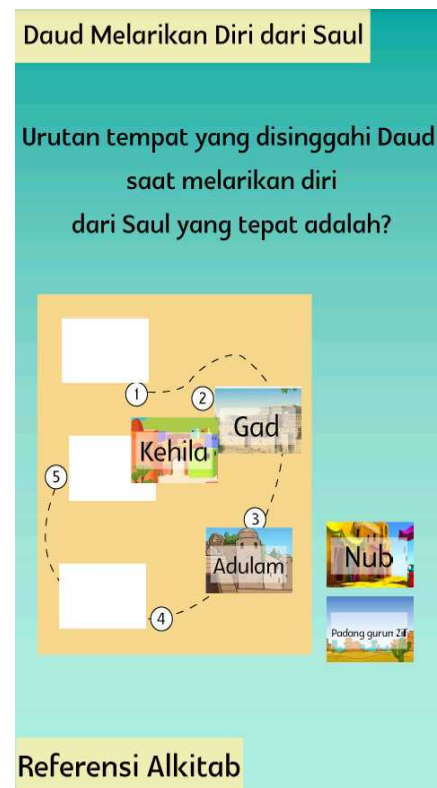 Daud Melarikan Diri dari Saul
Urutan tempat yang disinggahi Daud
saat melarikan diri
dari Saul yang tepat adalah?
1
2
Gad
Kehila
5
3
Adulam
Nub
4
Padang gurun Zif
Referensi Alkitab